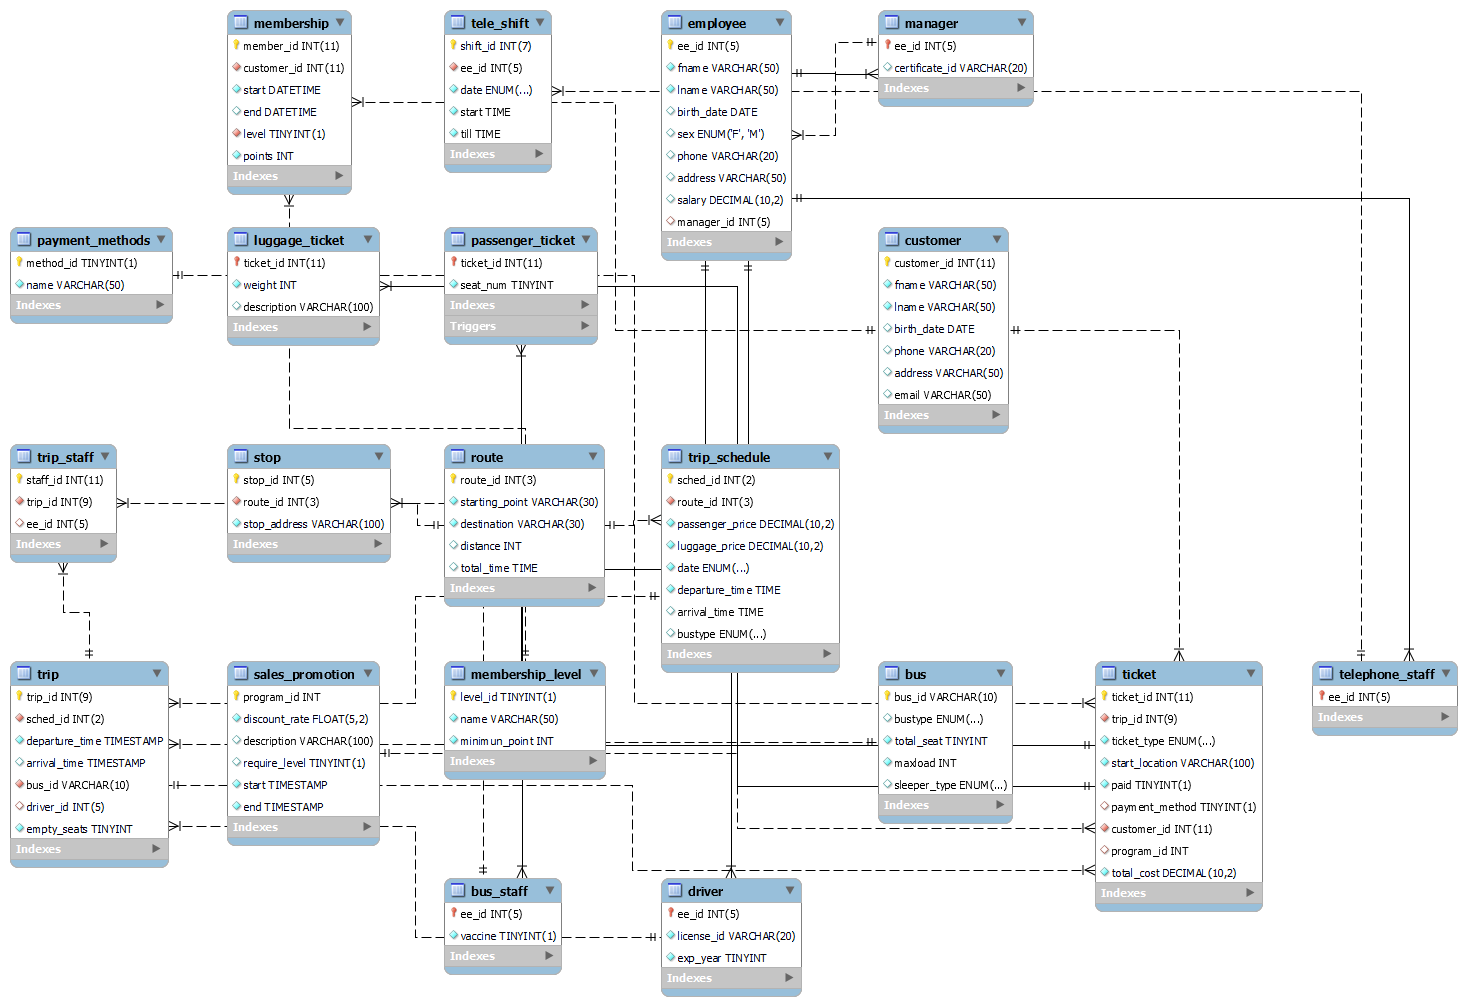 membership
member_id INT(11)
customer_id INT(11)
start DATETIME
end DATETIME
level TINYINT(1)
points INT
Indexes
tele_shift
shift_id INT(7)
ee_id INT(5)
date ENUM(...)
start TIME
till TIME
Indexes
employee
ee_id INT(5)
fname VARCHAR(50)
lname VARCHAR(50)
birth_date DATE
sex ENUM('F', 'M')
phone VARCHAR(20)
address VARCHAR(50)
salary DECIMAL(10,2)
manager_id INT(5)
Indexes
manager
ee_id INT(5)
certificate_id VARCHAR(20)
Indexes
payment_methods
method_id TINYINT(1)
name VARCHAR(50)
Indexes
luggage_ticket
ticket_id INT(11)
weight INT
description VARCHAR(100)
Indexes
passenger_ticket
ticket_id INT(11)
seat_num TINYINT
Indexes
Triggers
customer
customer_id INT(11)
fname VARCHAR(50)
lname VARCHAR(50)
birth_date DATE
phone VARCHAR(20)
address VARCHAR(50)
email VARCHAR(50)
Indexes
trip_staff
staff_id INT(11)
trip_id INT(9)
ee_id INT(5)
Indexes
stop
stop_id INT(5)
route_id INT(3)
stop_address VARCHAR(100)
Indexes
route
route_id INT(3)
starting_point VARCHAR(30)
destination VARCHAR(30)
distance INT
total_time TIME
Indexes
trip_schedule
sched_id INT(2)
route_id INT(3)
passenger_price DECIMAL(10,2)
luggage_price DECIMAL(10,2)
date ENUM(...)
departure_time TIME
arrival_time TIME
bustype ENUM(...)
Indexes
trip
trip_id INT(9)
sched_id INT(2)
departure_time TIMESTAMP
arrival_time TIMESTAMP
bus_id VARCHAR(10)
driver_id INT(5)
empty_seats TINYINT
Indexes
sales_promotion
program_id INT
discount_rate FLOAT(5,2)
description VARCHAR(100)
require_level TINYINT(1)
start TIMESTAMP
end TIMESTAMP
Indexes
membership_level
level_id TINYINT(1)
name VARCHAR(50)
minimun_point INT
Indexes
bus
bus_id VARCHAR(10)
bustype ENUM(...)
total_seat TINYINT
maxload INT
sleeper_type ENUM(...)
Indexes
ticket
ticket_id INT(11)
trip_id INT(9)
ticket_type ENUM(...)
start_location VARCHAR(100)
paid TINYINT(1)
payment_method TINYINT(1)
customer_id INT(11)
program_id INT
total_cost DECIMAL(10,2)
Indexes
telephone_staff
ee_id INT(5)
Indexes
bus_staff
ee_id INT(5)
vaccine TINYINT(1)
Indexes
driver
ee_id INT(5)
license_id VARCHAR(20)
exp_year TINYINT
Indexes